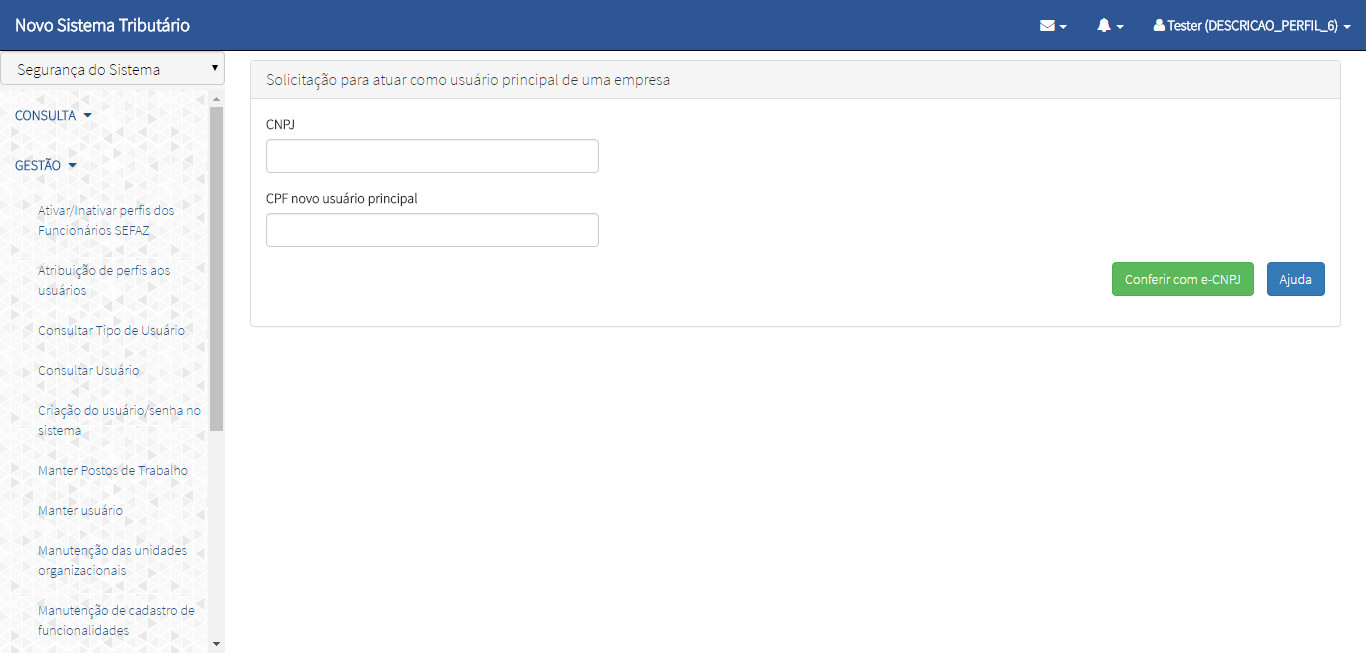 Novo Sistema Tributário
Tester (DESCRICAO_PERFIL_6)
Segurança do Sistema
CONSULTA
GESTÃO
Ativar/Inativar perfis dos
Funcionários SEFAZ
Atribuição de perfis aos
usuários
Consultar Tipo de Usuário
Consultar Usuário
Criação do usuário/senha no
sistema
Manter Postos de Trabalho
Manter usuário
Manutenção das unidades
organizacionais
Manutenção de cadastro de
funcionalidades
Solicitação para atuar como usuário principal de uma empresa
CNPJ
CPF novo usuário principal
Conferir com e-CNPJ
Ajuda